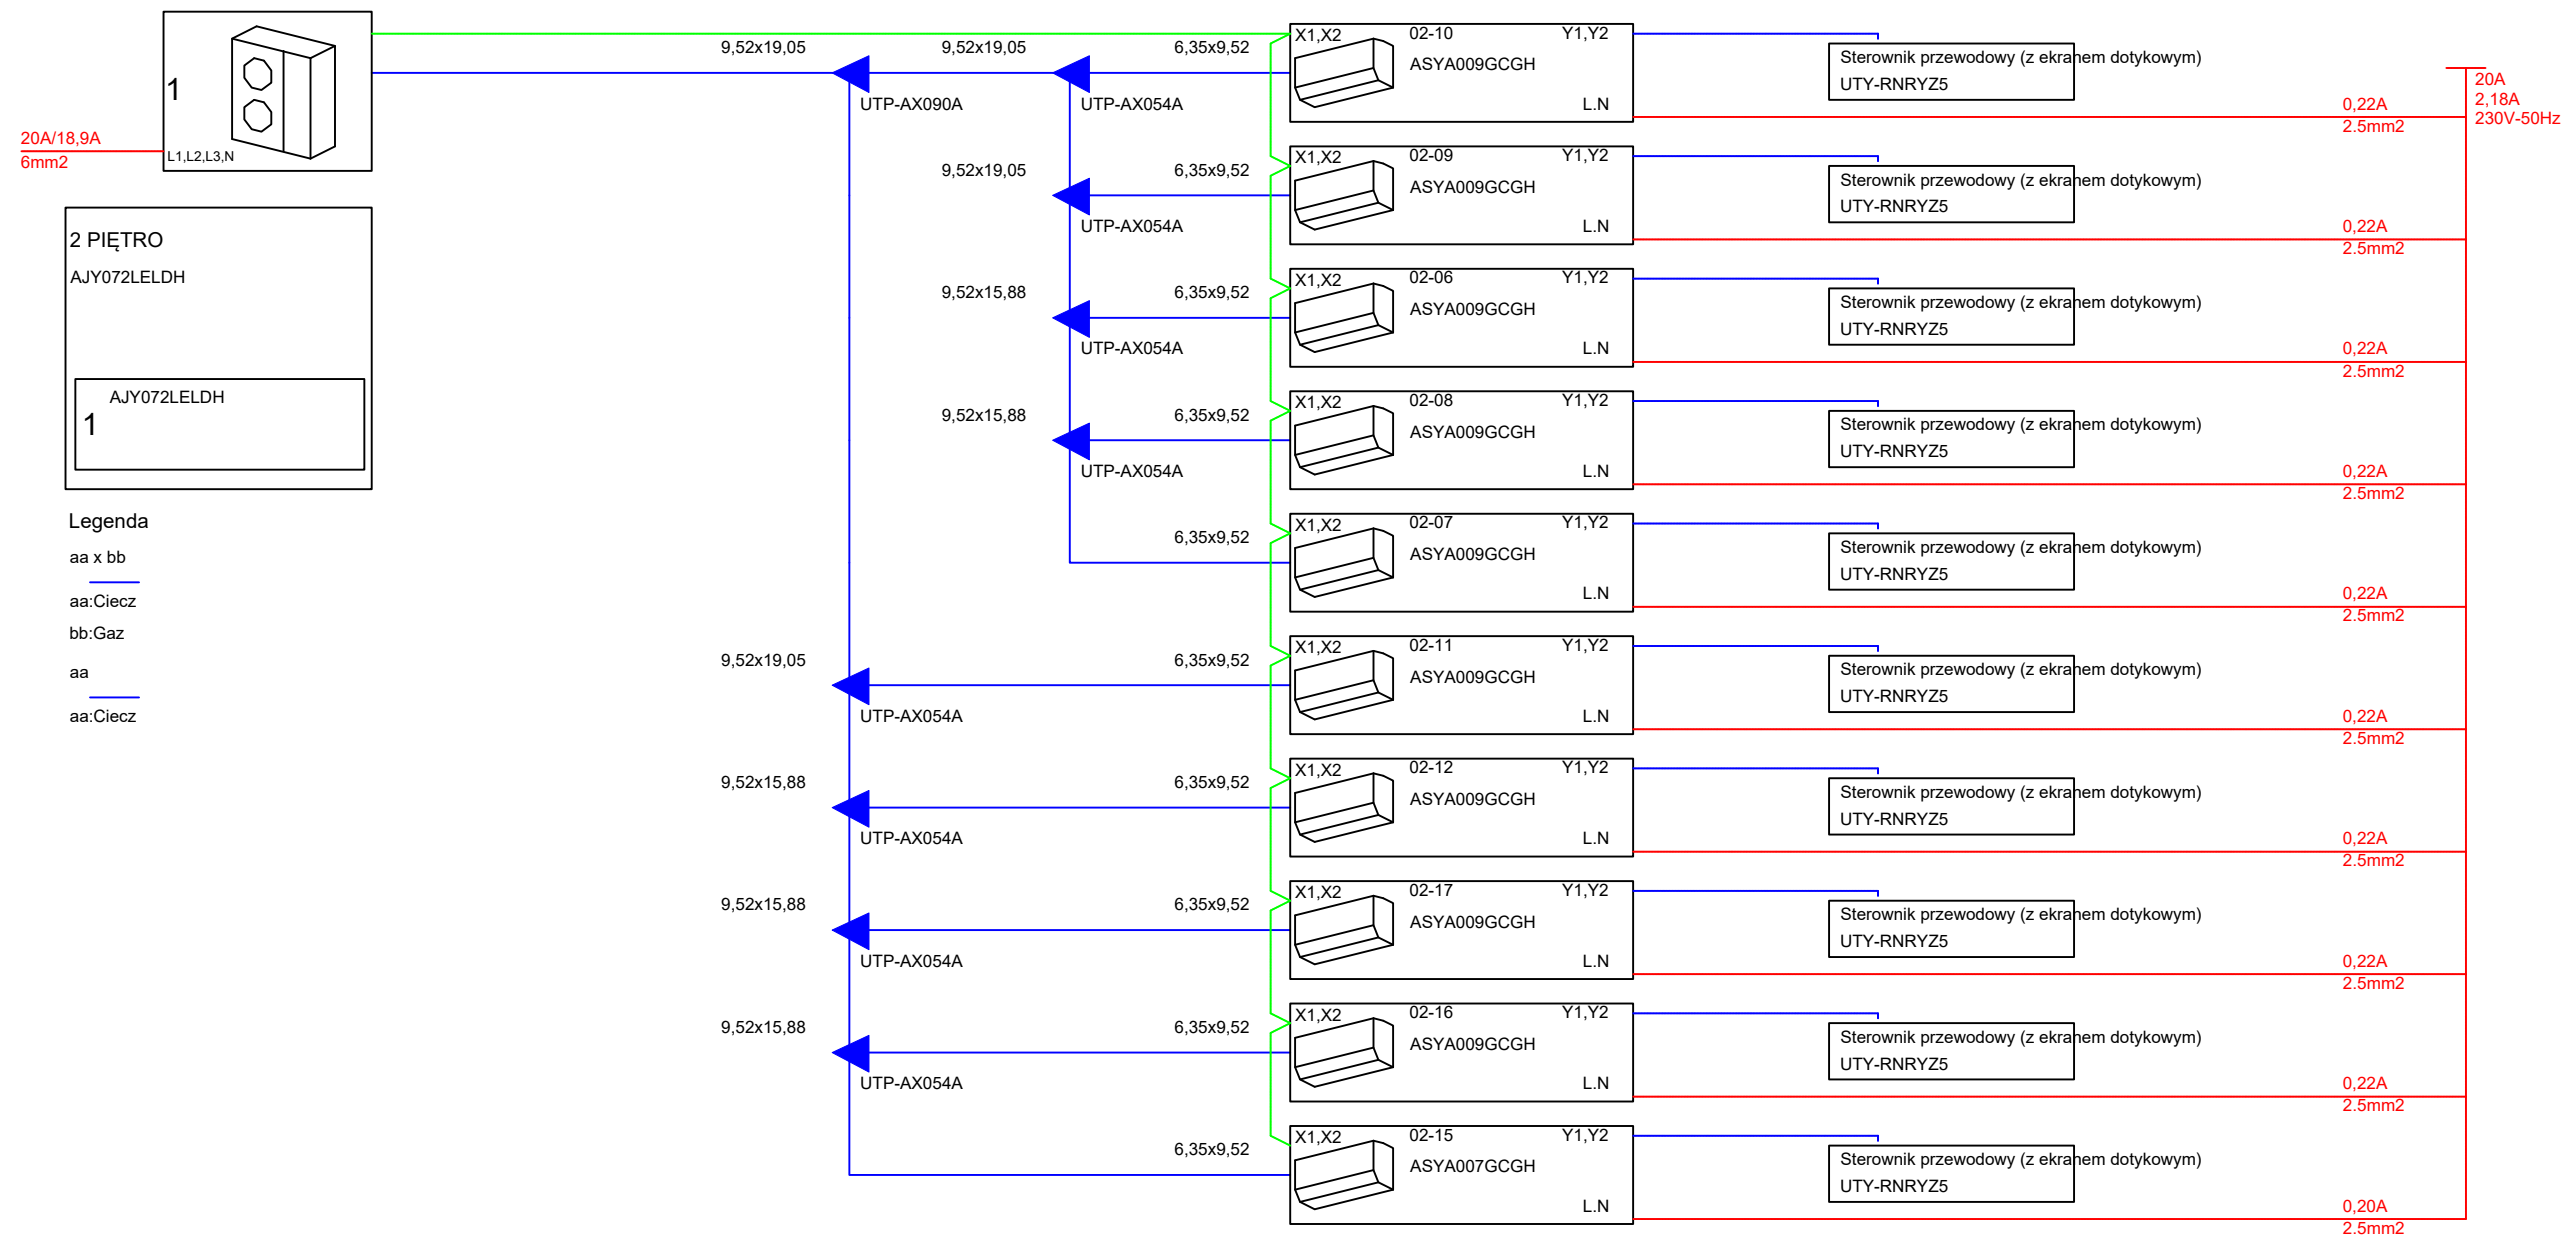 1
20A/18,9A
6mm2
L1,L2,L3,N
2 PIĘTRO
AJY072LELDH
AJY072LELDH
1
Legenda
aa x bb
aa:Ciecz
bb:Gaz
aa
aa:Ciecz
9,52x19,05
UTP-AX090A
9,52x19,05
UTP-AX054A
6,35x9,52
X1,X2
02-10
Y1,Y2
ASYA009GCGH
L.N
Sterownik przewodowy (z ekranem dotykowym)
UTY-RNRYZ5
0,22A
2.5mm2
20A
2,18A
230V-50Hz
9,52x19,05
UTP-AX054A
6,35x9,52
X1,X2
02-09
Y1,Y2
ASYA009GCGH
L.N
Sterownik przewodowy (z ekranem dotykowym)
UTY-RNRYZ5
0,22A
2.5mm2
9,52x15,88
UTP-AX054A
6,35x9,52
X1,X2
02-06
Y1,Y2
ASYA009GCGH
L.N
Sterownik przewodowy (z ekranem dotykowym)
UTY-RNRYZ5
0,22A
2.5mm2
9,52x15,88
UTP-AX054A
6,35x9,52
X1,X2
02-08
Y1,Y2
ASYA009GCGH
L.N
Sterownik przewodowy (z ekranem dotykowym)
UTY-RNRYZ5
0,22A
2.5mm2
6,35x9,52
X1,X2
02-07
Y1,Y2
ASYA009GCGH
L.N
Sterownik przewodowy (z ekranem dotykowym)
UTY-RNRYZ5
0,22A
2.5mm2
9,52x19,05
UTP-AX054A
6,35x9,52
X1,X2
02-11
Y1,Y2
ASYA009GCGH
L.N
Sterownik przewodowy (z ekranem dotykowym)
UTY-RNRYZ5
0,22A
2.5mm2
9,52x15,88
UTP-AX054A
6,35x9,52
X1,X2
02-12
Y1,Y2
ASYA009GCGH
L.N
Sterownik przewodowy (z ekranem dotykowym)
UTY-RNRYZ5
0,22A
2.5mm2
9,52x15,88
UTP-AX054A
6,35x9,52
X1,X2
02-17
Y1,Y2
ASYA009GCGH
L.N
Sterownik przewodowy (z ekranem dotykowym)
UTY-RNRYZ5
0,22A
2.5mm2
9,52x15,88
UTP-AX054A
6,35x9,52
X1,X2
02-16
Y1,Y2
ASYA009GCGH
L.N
Sterownik przewodowy (z ekranem dotykowym)
UTY-RNRYZ5
0,22A
2.5mm2
6,35x9,52
X1,X2
02-15
Y1,Y2
ASYA007GCGH
L.N
Sterownik przewodowy (z ekranem dotykowym)
UTY-RNRYZ5
0,20A
2.5mm2